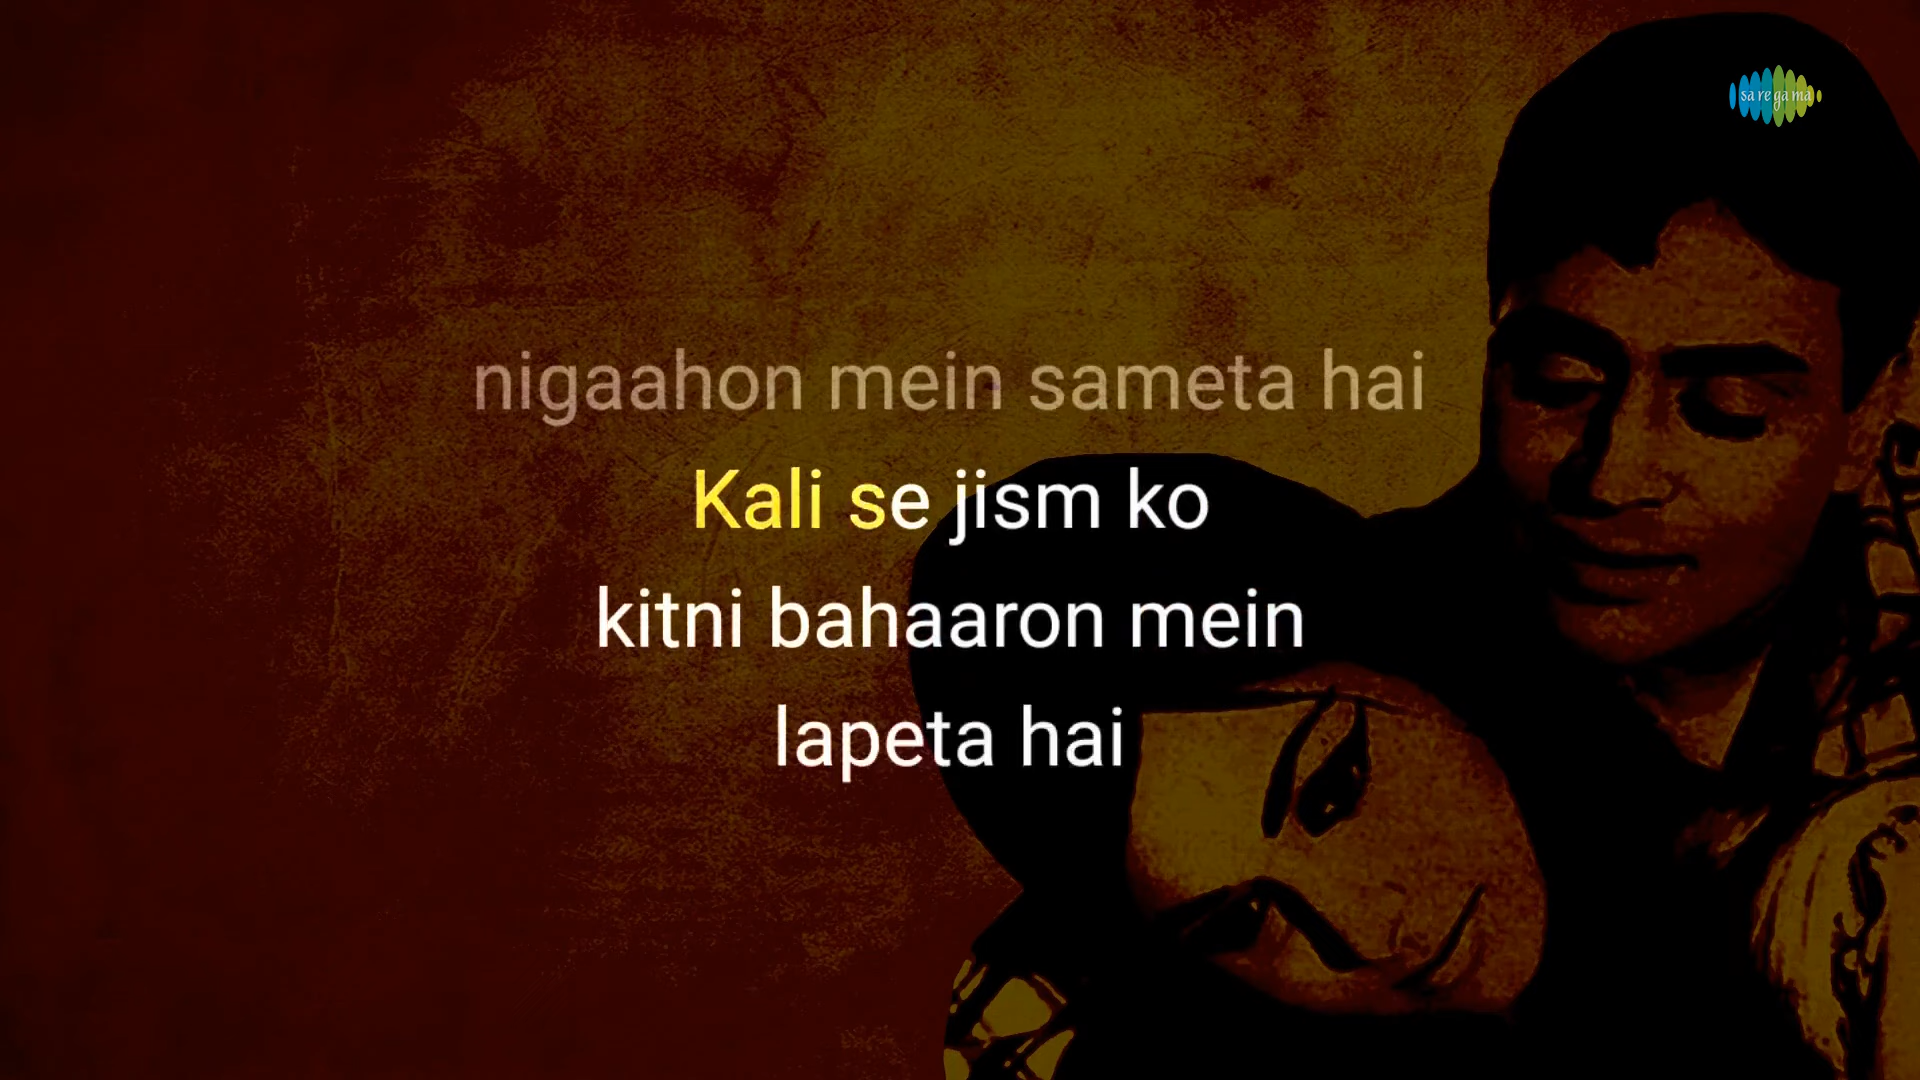 sa re ga ma
nigaahon mein sameta hai
Kali se jism ko
kitni bahaaron mein
lapeta hai